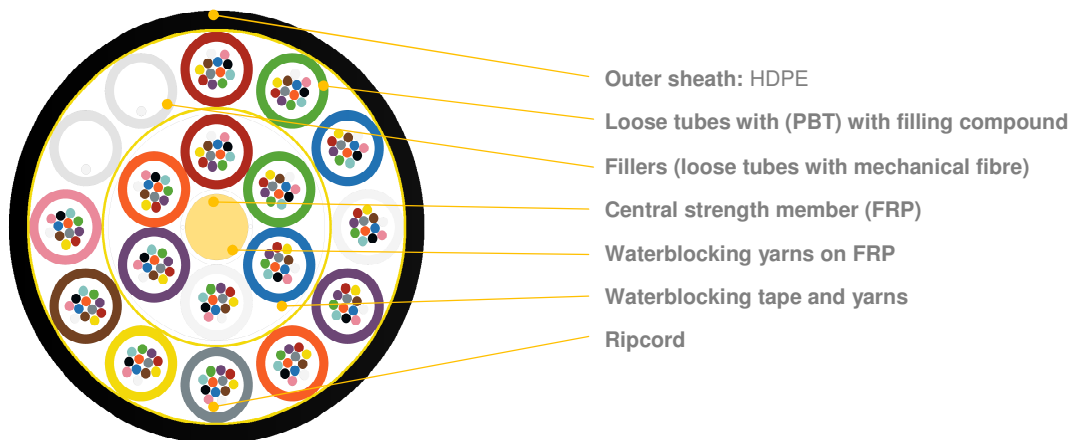 Outer sheath: HDPE
Loose tubes with (PBT) with filling compound
Fillers (loose tubes with mechanical fibre)
Central strength member (FRP)
Waterblocking yarns on FRP
Waterblocking tape and yarns
Ripcord